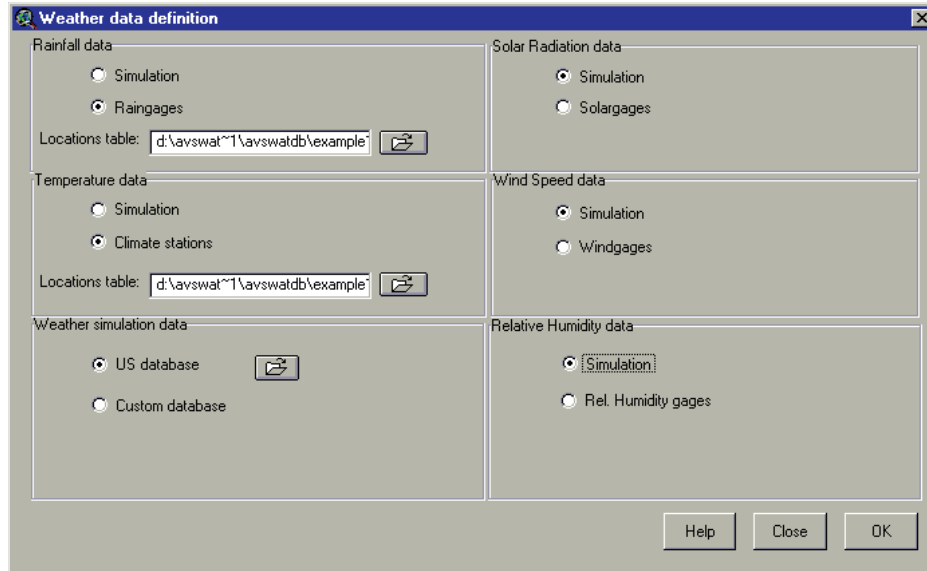 Weather data definition
Rainfall data
Simulation
Raingages
Locations table: d:\avswat~1\avswatdb\example
Solar Radiation data
Simulation
Solargages
Temperature data
Simulation
Climate stations
Locations table: d:\avswat~1\avswatdb\example
Wind Speed data
Simulation
Windgages
Weather simulation data
US database
Custom database
Relative Humidity data
Simulation
Rel. Humidity gages
Help
Close
OK